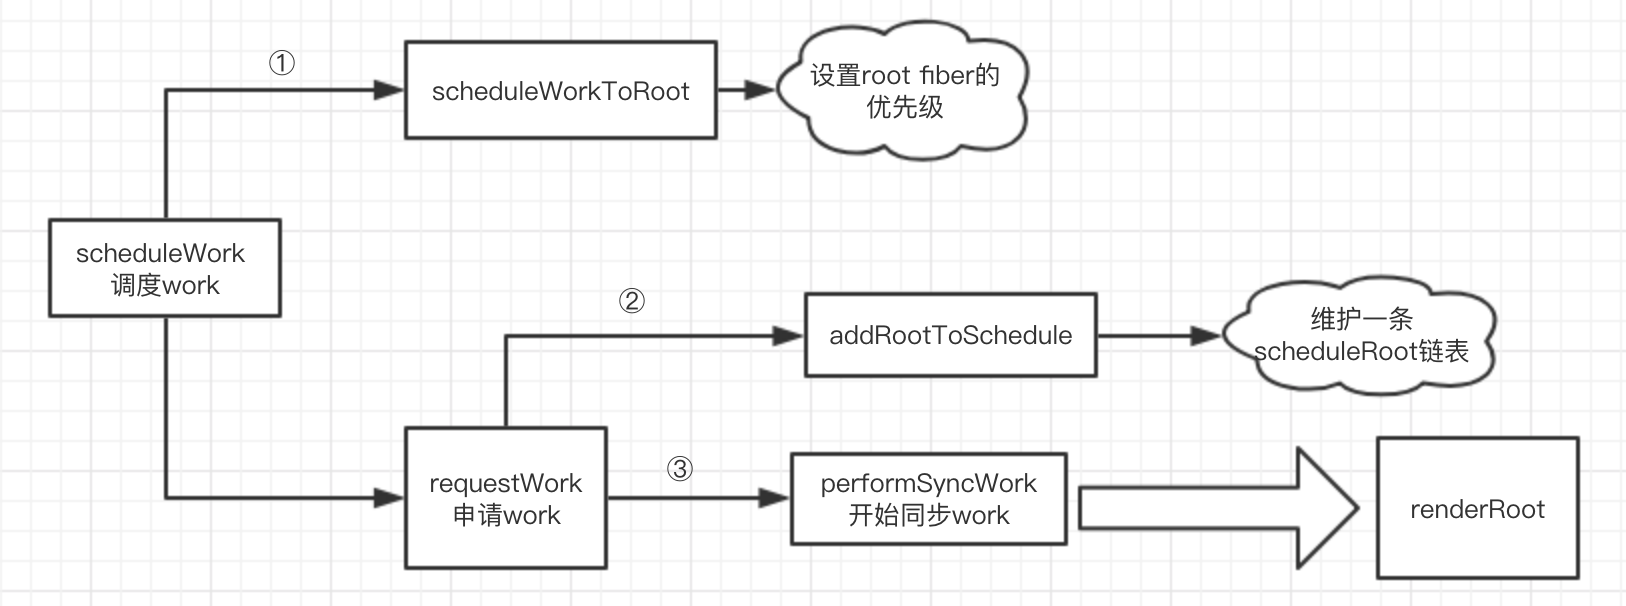 ①
scheduleWorkToRoot
设置root fiber的
优先级
scheduleWork
调度work
②
addRootToSchedule
维护一条
scheduleRoot链表
requestWork
申请work
③
performSyncWork
开始同步work
renderRoot